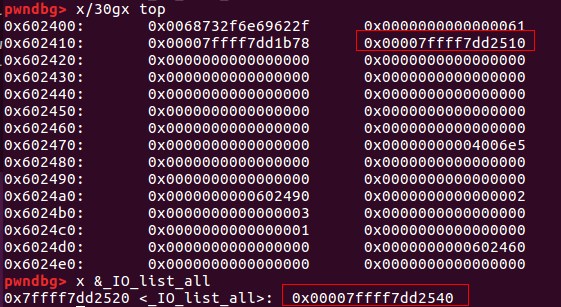 pwndbg> x/30gx top
0x602400: 0x0068732f6e69622f 0x0000000000000061
0x602410: 0x00007ffff7dd1b78 0x00007ffff7dd2510
0x602420: 0x0000000000000000 0x0000000000000000
0x602430: 0x0000000000000000 0x0000000000000000
0x602440: 0x0000000000000000 0x0000000000000000
0x602450: 0x0000000000000000 0x0000000000000000
0x602460: 0x0000000000000000 0x0000000000000000
0x602470: 0x0000000000000000 0x00000000004006e5
0x602480: 0x0000000000000000 0x0000000000000000
0x602490: 0x0000000000000000 0x0000000000000000
0x6024a0: 0x0000000000602490 0x0000000000000002
0x6024b0: 0x0000000000000003 0x0000000000000000
0x6024c0: 0x0000000000000001 0x0000000000000000
0x6024d0: 0x0000000000000000 0x0000000000602460
0x6024e0: 0x0000000000000000 0x0000000000000000
pwndbg> x &_IO_list_all
0x7ffff7dd2520 <_IO_list_all>: 0x00007ffff7dd2540